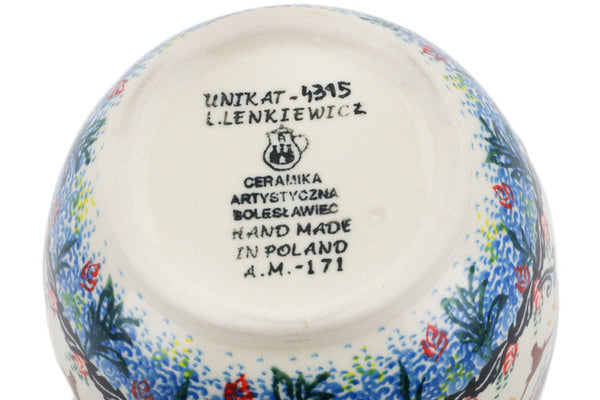 UNIKAT-4315
L.LENKIEWICZ
CERAMIKA
ARTYSTYCZNA
BOLESŁAWIEC
HAND MADE
IN POLAND
A.M.-171